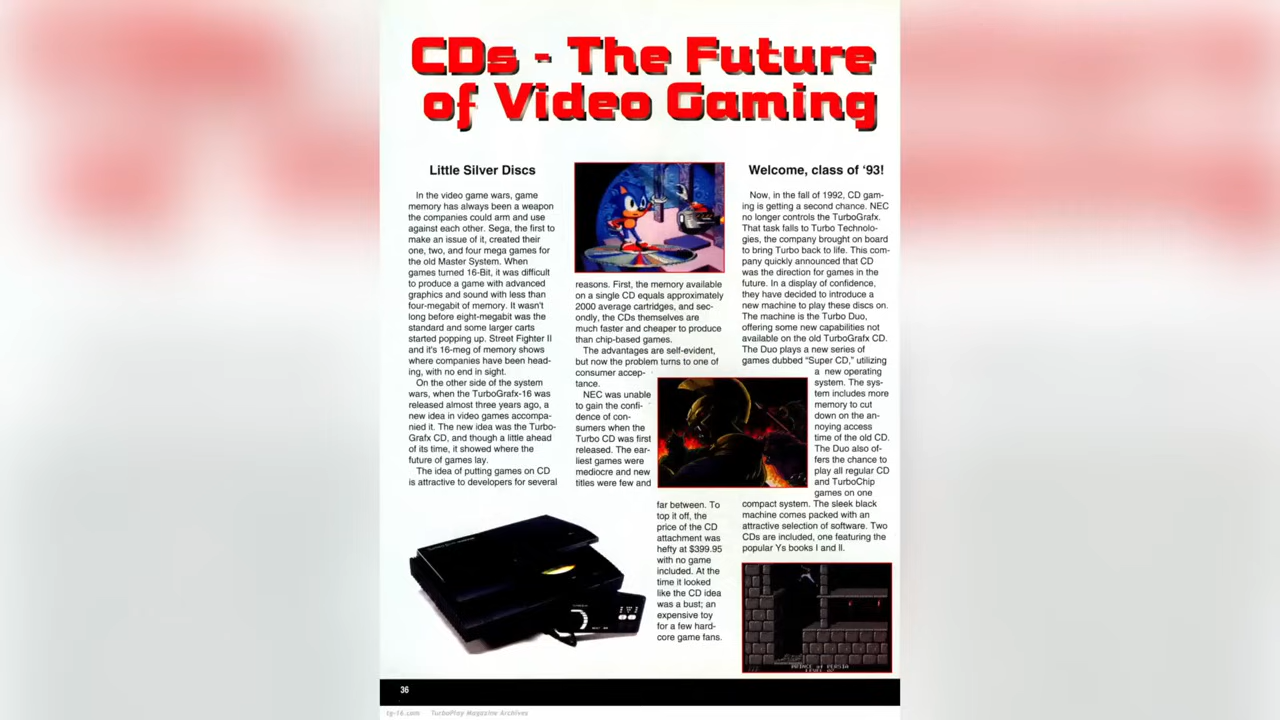 CDs - The Future
of Video Gaming
Little Silver Discs
In the video game wars, game
memory has always been a weapon
the companies could arm and use
against each other. Sega, the first to
make an issue of it, created their
one, two, and four mega games for
the old Master System. When
games turned 16-Bit, it was difficult
to produce a game with advanced
graphics and sound with less than
four-megabit of memory. It wasn't
long before eight-megabit was the
standard and some larger carts
started popping up. Street Fighter II
and it's 16-meg of memory shows
where companies have been head-
ing, with no end in sight.
On the other side of the system
wars, when the TurboGrafx-16 was
released almost three years ago, a
new idea in video games accompa-
nied it. The new idea was the Turbo-
Grafx CD, and though a little ahead
of its time, it showed where the
future of games lay.
The idea of putting games on CD
is attractive to developers for several
reasons. First, the memory available
on a single CD equals approximately
2000 average cartridges, and sec-
ondly, the CDs themselves are
much faster and cheaper to produce
than chip-based games.
The advantages are self-evident,
but now the problem turns to one of
consumer accep-
tance.
NEC was unable
to gain the confi-
dence of con-
sumers when the
Turbo CD was first
released. The ear-
liest games were
mediocre and new
titles were few and
far between. To
top it off, the
price of the CD
attachment was
hefty at $399.95
with no game
included. At the
time it looked
like the CD idea
was a bust; an
expensive toy
for a few hard-
core game fans.
Welcome, class of ‘93!
Now, in the fall of 1992, CD gam-
ing is getting a second chance. NEC
no longer controls the TurboGrafx.
That task falls to Turbo Technolo-
gies, the company brought on board
to bring Turbo back to life. This com-
pany quickly announced that CD
was the direction for games in the
future. In a display of confidence,
they have decided to introduce a
new machine to play these discs on.
The machine is the Turbo Duo,
offering some new capabilities not
available on the old TurboGrafx CD.
The Duo plays a new series of
games dubbed “Super CD,” utilizing
a new operating
system. The sys-
tem includes more
memory to cut
down on the an-
noying access
time of the old CD.
The Duo also of-
fers the chance to
play all regular CD
and TurboChip
games on one
compact system. The sleek black
machine comes packed with an
attractive selection of software. Two
CDs are included, one featuring the
popular Ys books I and II.
PRINCE of PERSIA
36
tg-16.com TurboPlay Magazine Archives